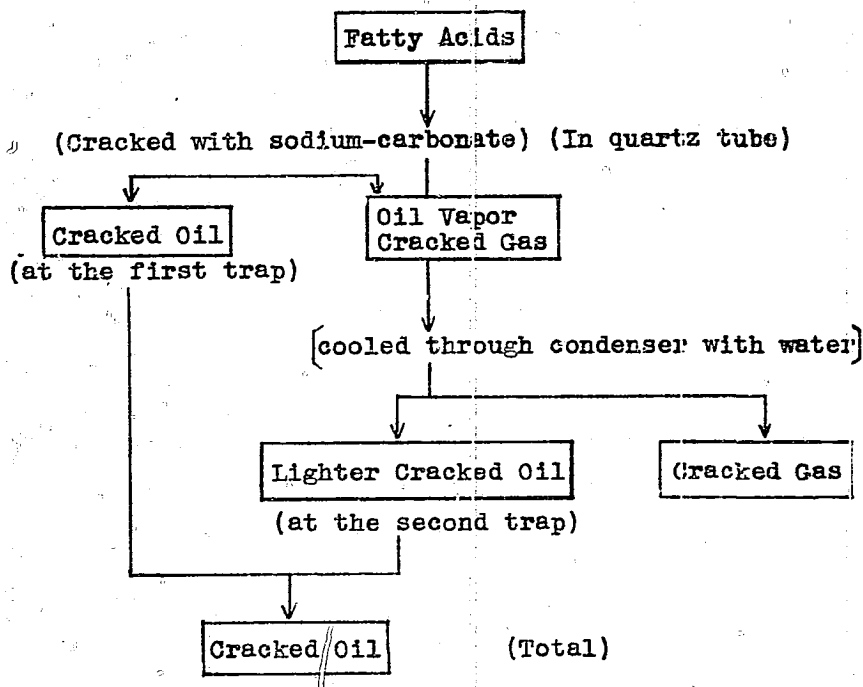 Fatty Acids
(Cracked with sodium-carbonate) (In quartz tube)
Cracked Oil
(at the first trap)
Oil Vapor
Cracked Gas
[cooled through condenser with water]
Lighter Cracked Oil
(at the second trap)
Cracked Gas
Cracked Oil
(Total)